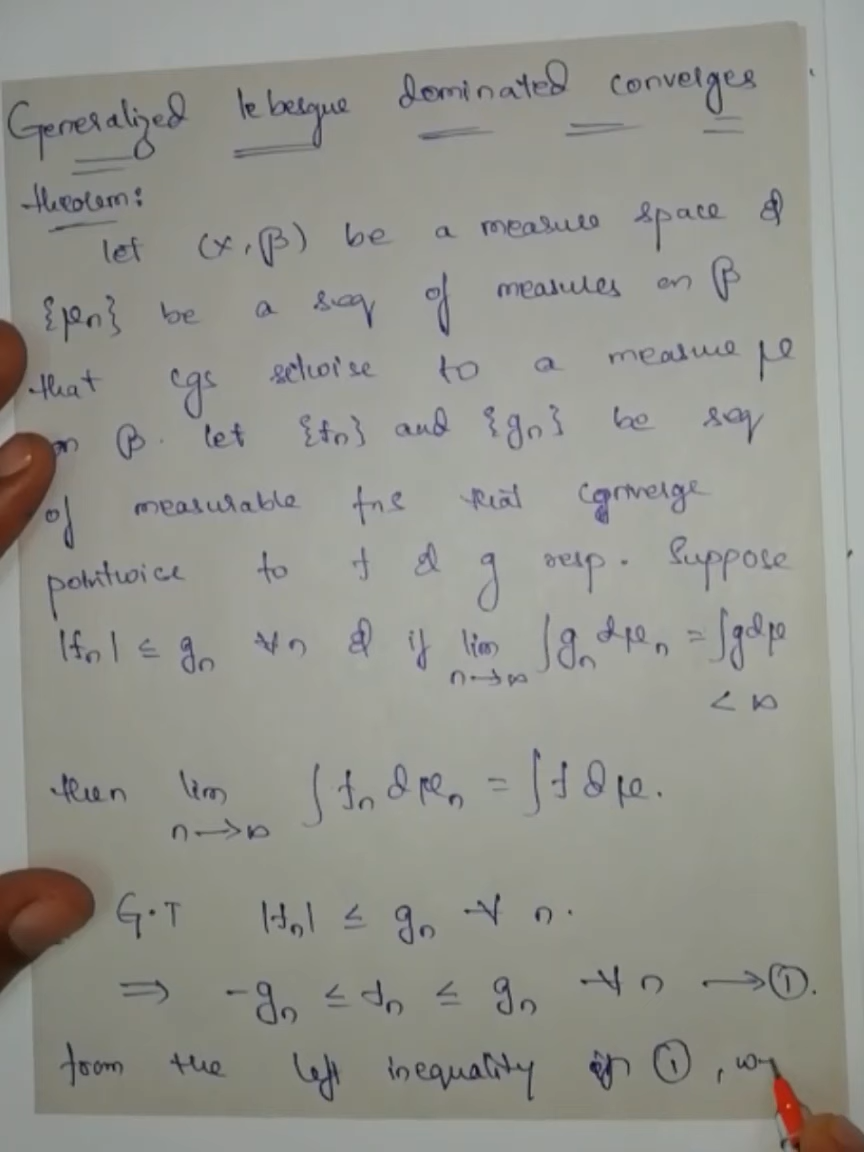 Generalized lebesgue dominated converges
theorem:
let (X, β) be a measure space &
{μn} be a seq of measures on β
that cgs setwise to a measure μ
on β. let {fn} and {gn} be seq
of measurable fns that converge
pointwise to f & g resp. Suppose
|fn| ≤ gn ∀n & if lim n→∞ ∫gn dμn = ∫g dμ
< ∞
then lim n→∞ ∫ fn dμn = ∫ f dμ.
G.T |fn| ≤ gn ∀ n.
⇒ -gn ≤ fn ≤ gn ∀ n → ①.
from the left inequality in ①, w